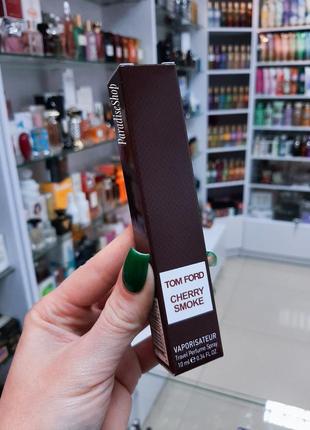 ParadiseShop
TOM FORD
CHERRY
SMOKE
VAPORISATEUR
Travel Perfume Spray
10 ml ℮ 0.34 FL.OZ.